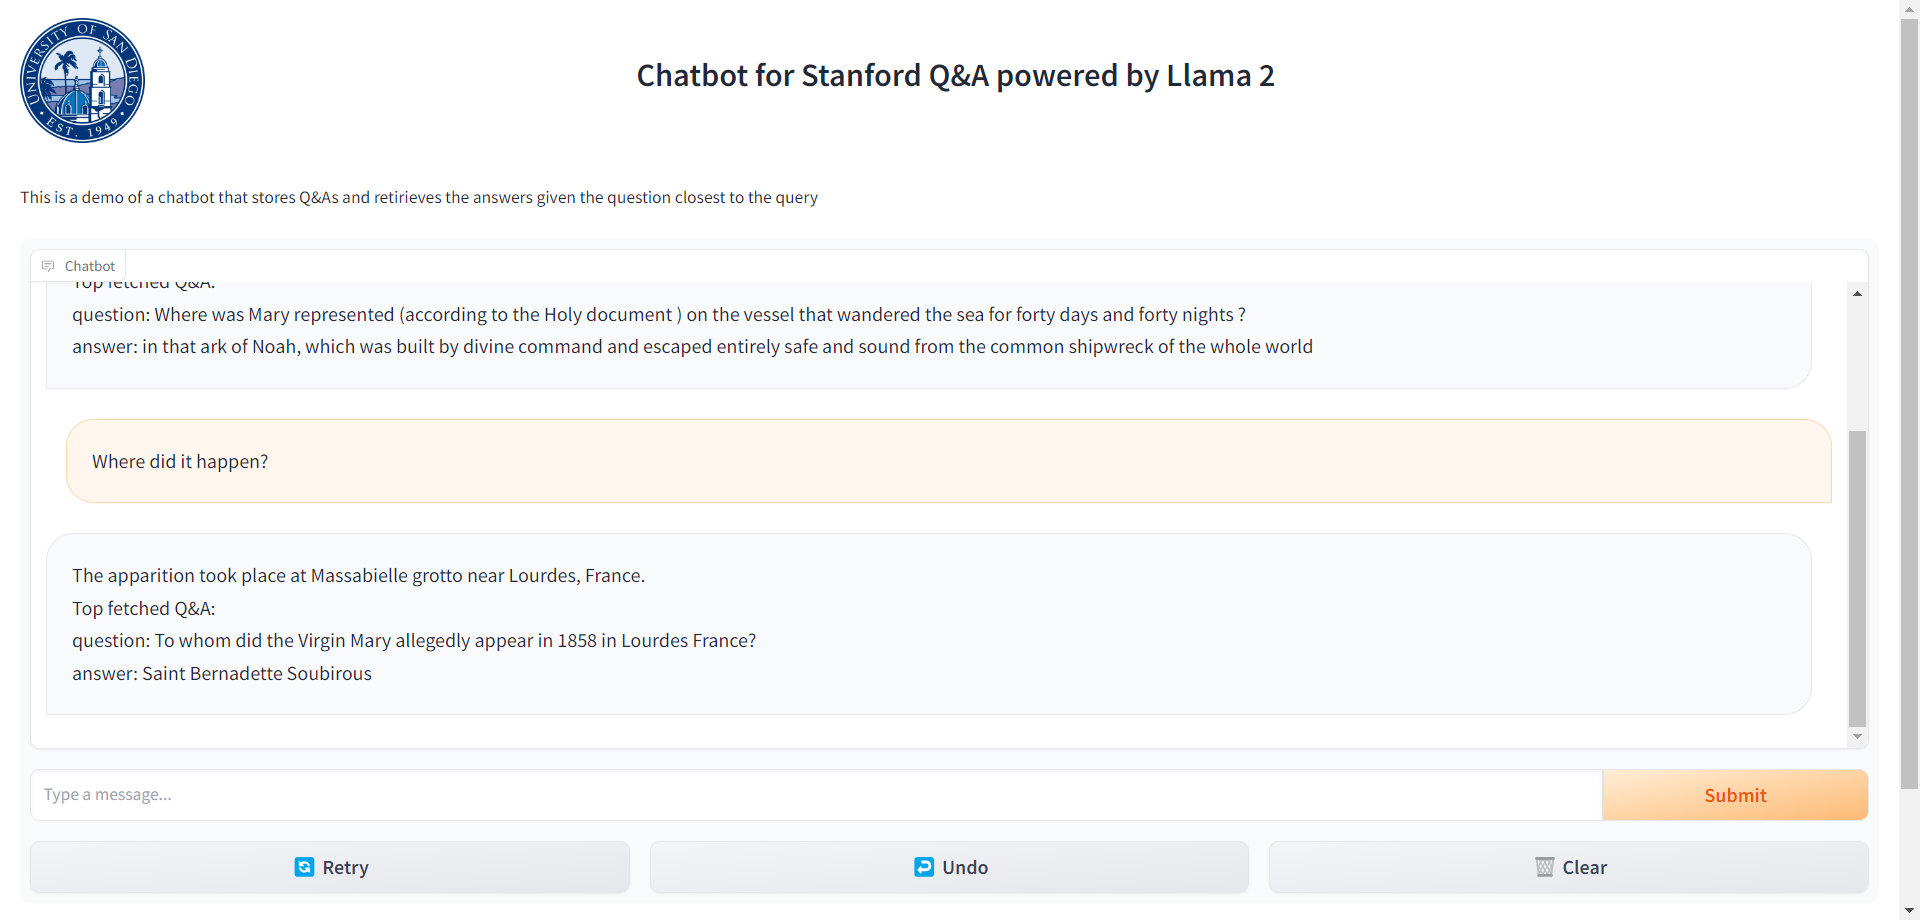 UNIVERSITY OF SAN DIEGO
• EST. 1949 •
Chatbot for Stanford Q&A powered by Llama 2
This is a demo of a chatbot that stores Q&As and retirieves the answers given the question closest to the query
Chatbot
Top fetched Q&A:
question: Where was Mary represented (according to the Holy document ) on the vessel that wandered the sea for forty days and forty nights ?
answer: in that ark of Noah, which was built by divine command and escaped entirely safe and sound from the common shipwreck of the whole world
Where did it happen?
The apparition took place at Massabielle grotto near Lourdes, France.
Top fetched Q&A:
question: To whom did the Virgin Mary allegedly appear in 1858 in Lourdes France?
answer: Saint Bernadette Soubirous
Type a message...
Submit
Retry
Undo
Clear